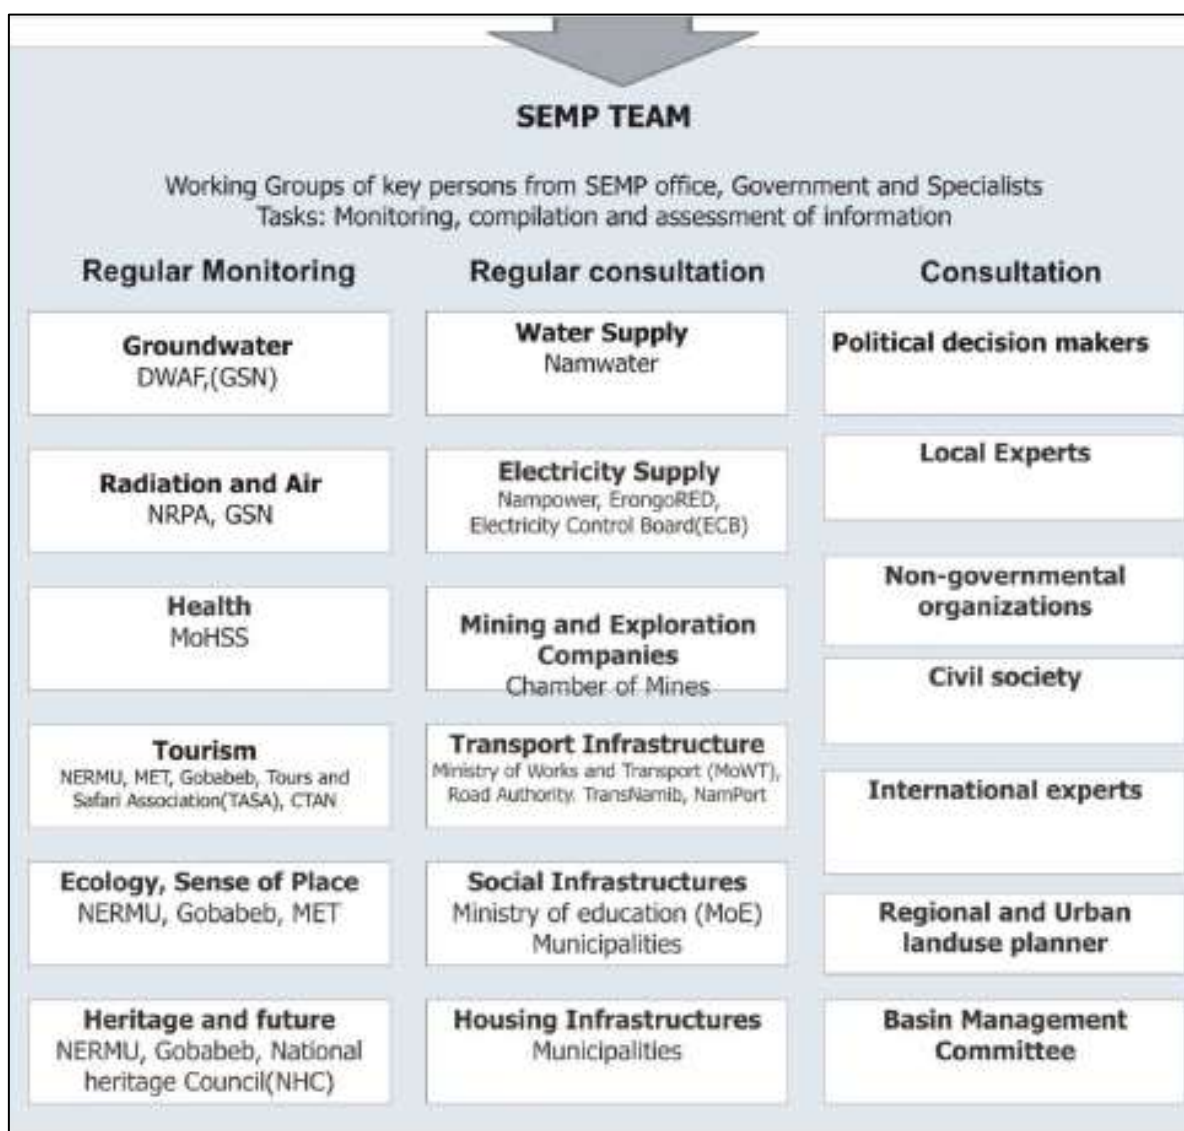 SEMP TEAM
Working Groups of key persons from SEMP office, Government and Specialists
Tasks: Monitoring, compilation and assessment of information
Regular Monitoring
Groundwater
DWAF,(GSN)
Radiation and Air
NRPA, GSN
Health
MoHSS
Tourism
NERMU, MET, Gobabeb, Tours and
Safari Association(TASA), CTAN
Ecology, Sense of Place
NERMU, Gobabeb, MET
Heritage and future
NERMU, Gobabeb, National
heritage Council(NHC)
Regular consultation
Water Supply
Namwater
Electricity Supply
Nampower, ErongoRED,
Electricity Control Board(ECB)
Mining and Exploration
Companies
Chamber of Mines
Transport Infrastructure
Ministry of Works and Transport (MoWT),
Road Authority. TransNamib, NamPort
Social Infrastructures
Ministry of education (MoE)
Municipalities
Housing Infrastructures
Municipalities
Consultation
Political decision makers
Local Experts
Non-governmental
organizations
Civil society
International experts
Regional and Urban
landuse planner
Basin Management
Committee